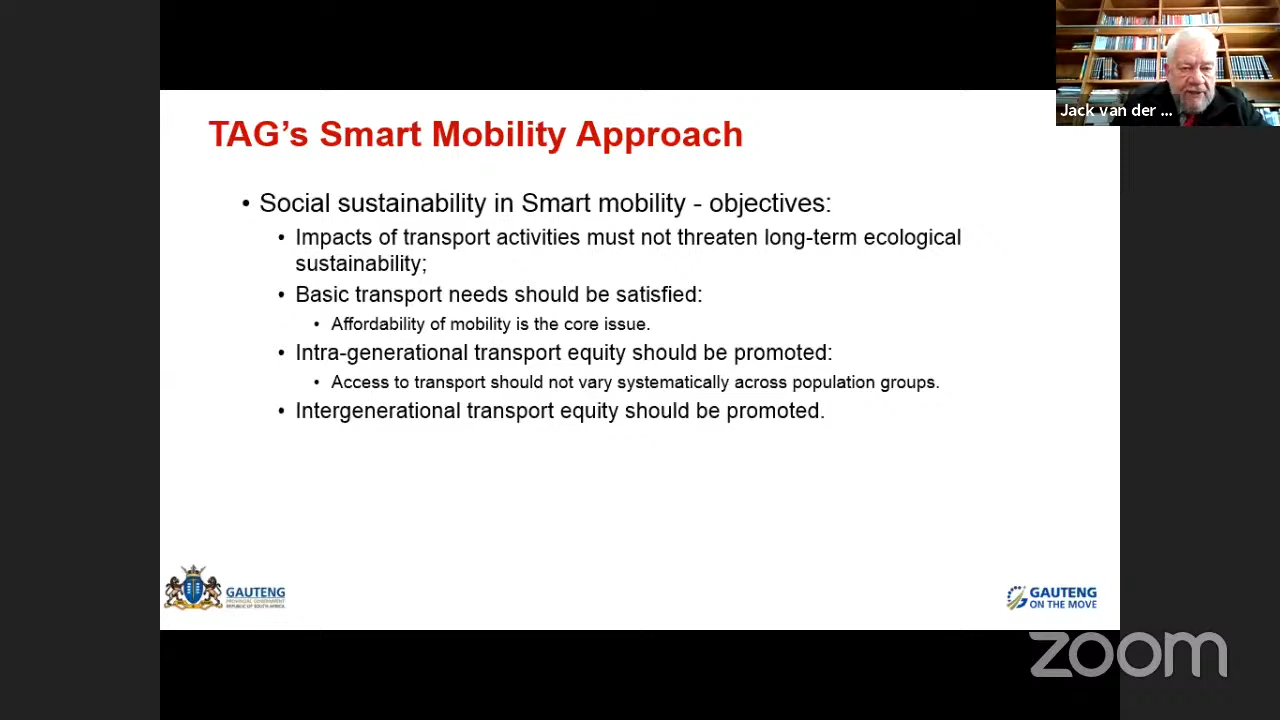 Jack van der ...
TAG’s Smart Mobility Approach
• Social sustainability in Smart mobility - objectives:
• Impacts of transport activities must not threaten long-term ecological
sustainability;
• Basic transport needs should be satisfied:
• Affordability of mobility is the core issue.
• Intra-generational transport equity should be promoted:
• Access to transport should not vary systematically across population groups.
• Intergenerational transport equity should be promoted.
GAUTENG
PROVINCIAL GOVERNMENT
REPUBLIC OF SOUTH AFRICA
GAUTENG
ON THE MOVE
zoom